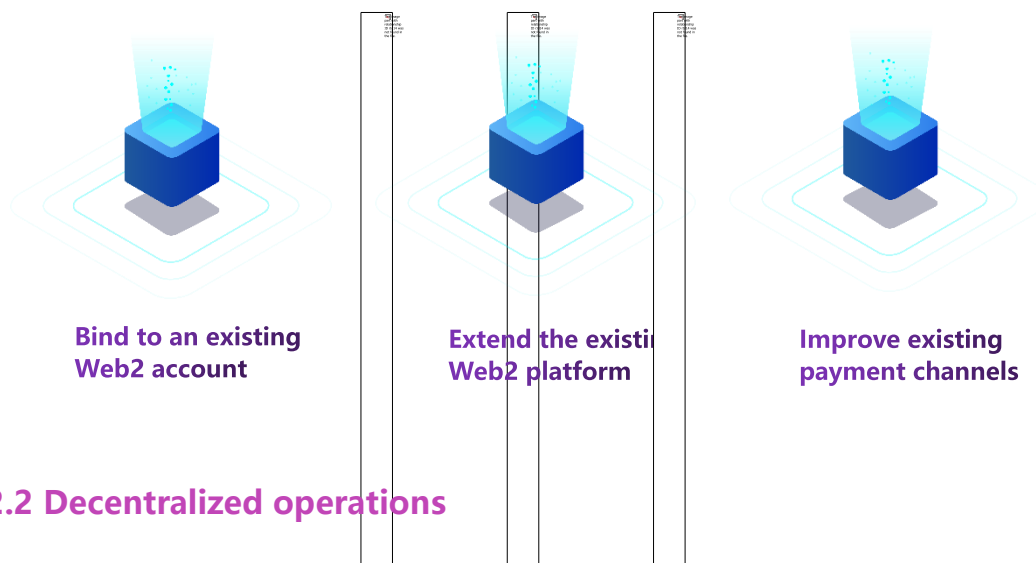 Bind to an existing
Web2 account
Extend the existi
Web2 platform
Improve existing
payment channels
2.2 Decentralized operations